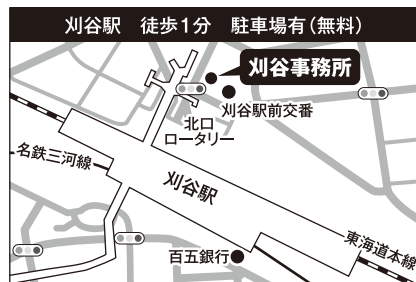 刈谷駅 徒歩1分 駐車場有(無料)
刈谷事務所
刈谷駅前交番
北口
ロータリー
名鉄三河線
刈谷駅
東海道本線
百五銀行